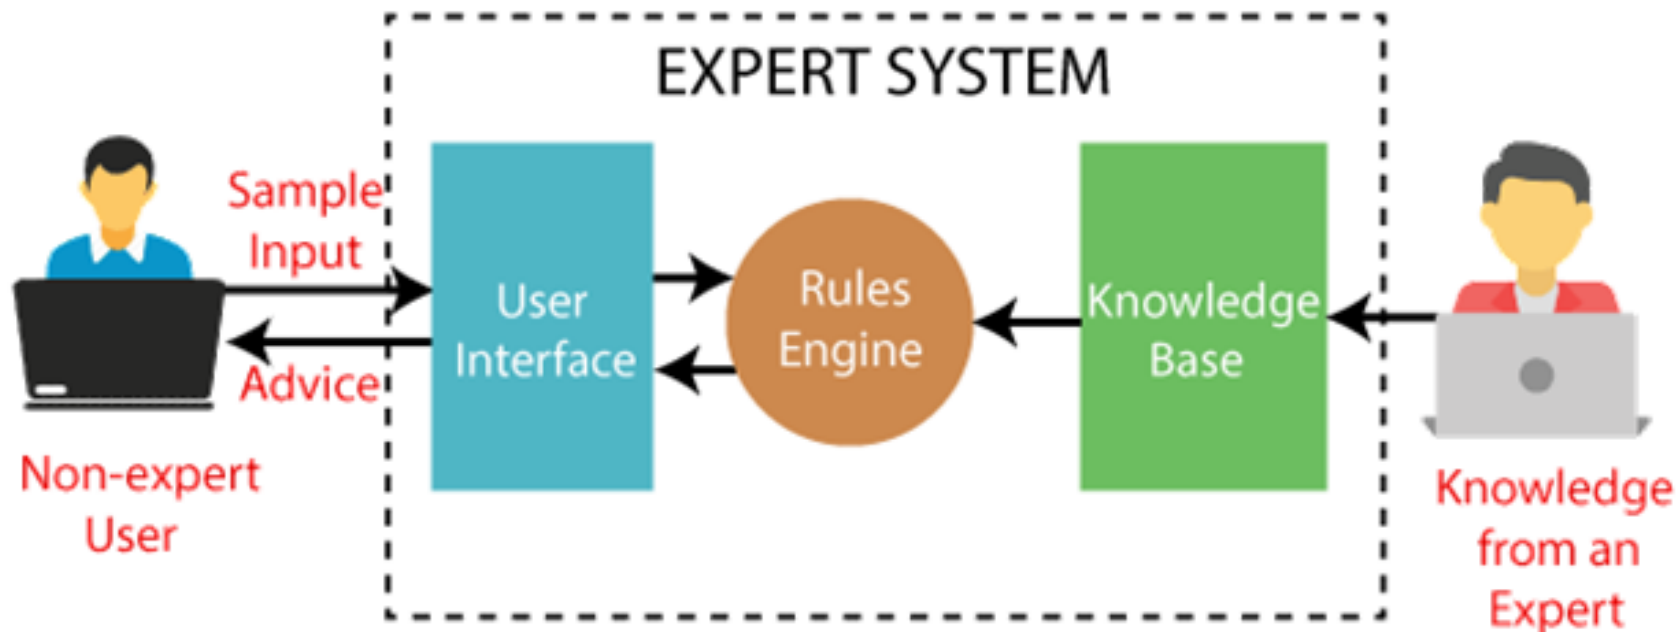 EXPERT SYSTEM
Sample
Input
Advice
Non-expert
User
User
Interface
Rules
Engine
Knowledge
Base
Knowledge
from an
Expert